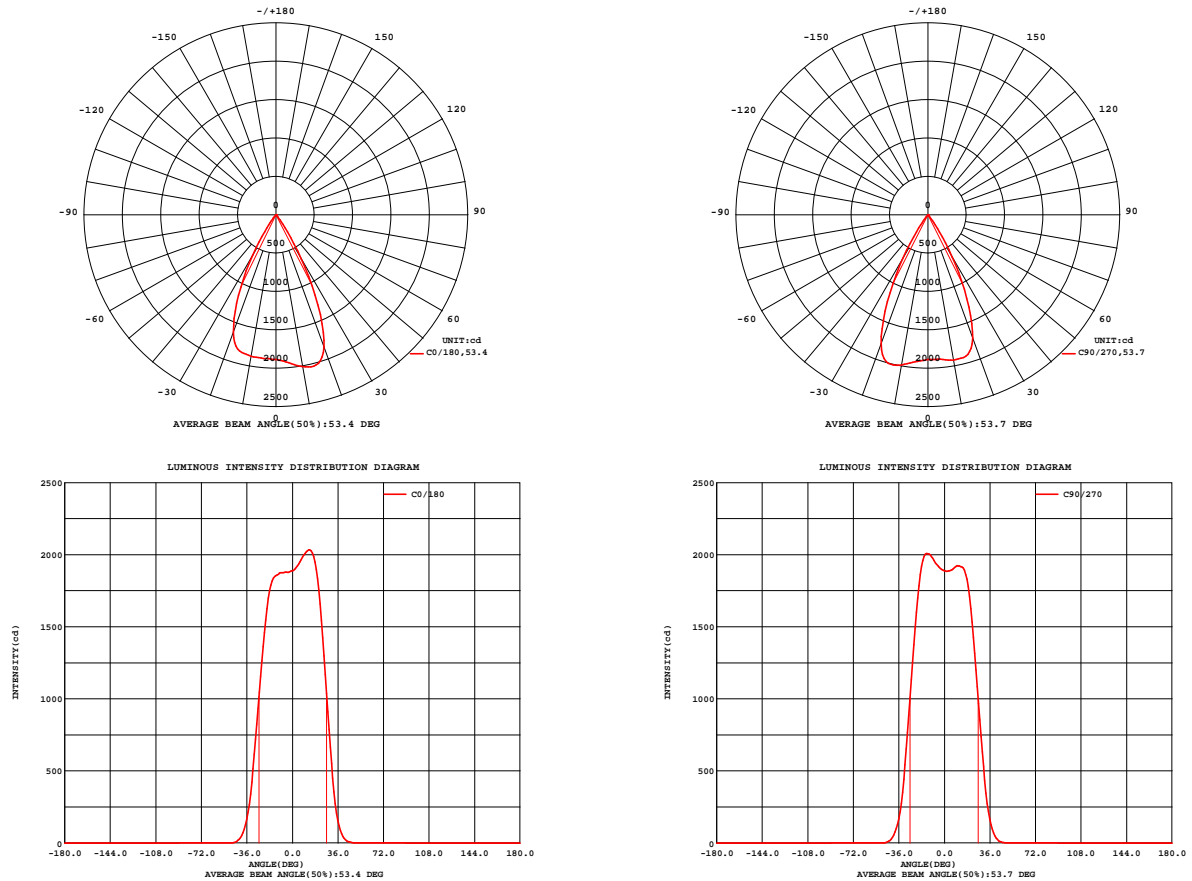 -/+180
-150 150
-120 120
-90 0 90
500
1000
-60 60
1500
UNIT:cd
2000 C0/180,53.4
-30 30
2500
0
AVERAGE BEAM ANGLE(50%):53.4 DEG
-/+180
-150 150
-120 120
-90 0 90
500
1000
-60 60
1500
UNIT:cd
2000 C90/270,53.7
-30 30
2500
0
AVERAGE BEAM ANGLE(50%):53.7 DEG
LUMINOUS INTENSITY DISTRIBUTION DIAGRAM
2500
C0/180
2000
1500
INTENSITY(cd)
1000
500
0
-180.0 -144.0 -108.0 -72.0 -36.0 0.0 36.0 72.0 108.0 144.0 180.0
ANGLE(DEG)
AVERAGE BEAM ANGLE(50%):53.4 DEG
LUMINOUS INTENSITY DISTRIBUTION DIAGRAM
2500
C90/270
2000
1500
INTENSITY(cd)
1000
500
0
-180.0 -144.0 -108.0 -72.0 -36.0 0.0 36.0 72.0 108.0 144.0 180.0
ANGLE(DEG)
AVERAGE BEAM ANGLE(50%):53.7 DEG